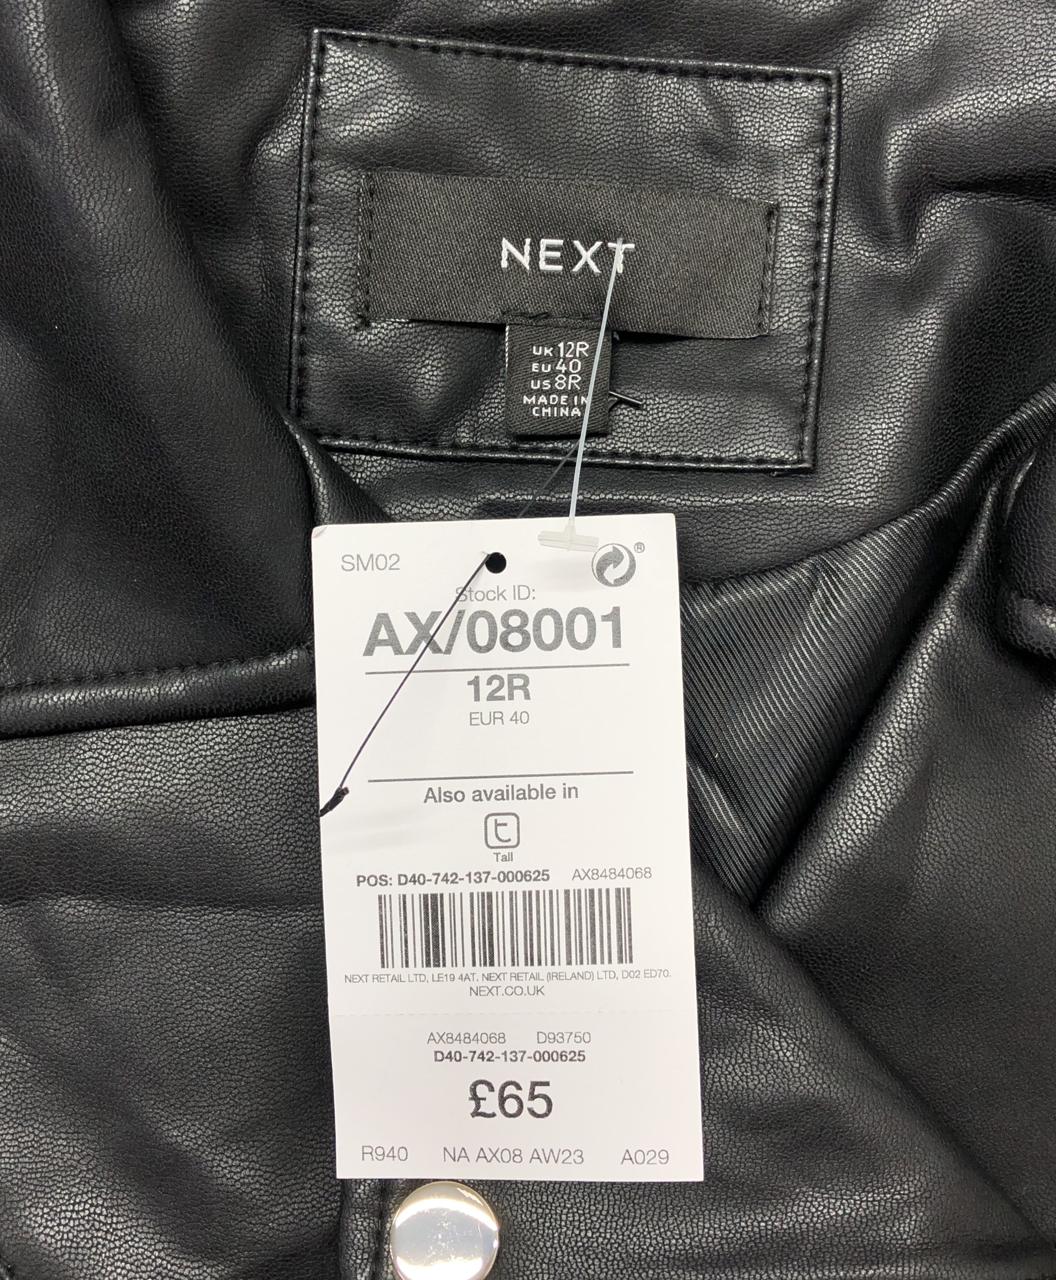 NEXT
UK 12R
EU 40
US 8R
MADE IN
CHINA
SM02
®
Stock ID:
AX/08001
12R
EUR 40
Also available in
t
Tall
POS: D40-742-137-000625 AX8484068
NEXT RETAIL LTD, LE19 4AT. NEXT RETAIL (IRELAND) LTD, D02 ED70.
NEXT.CO.UK
AX8484068 D93750
D40-742-137-000625
£65
R940 NA AX08 AW23 A029